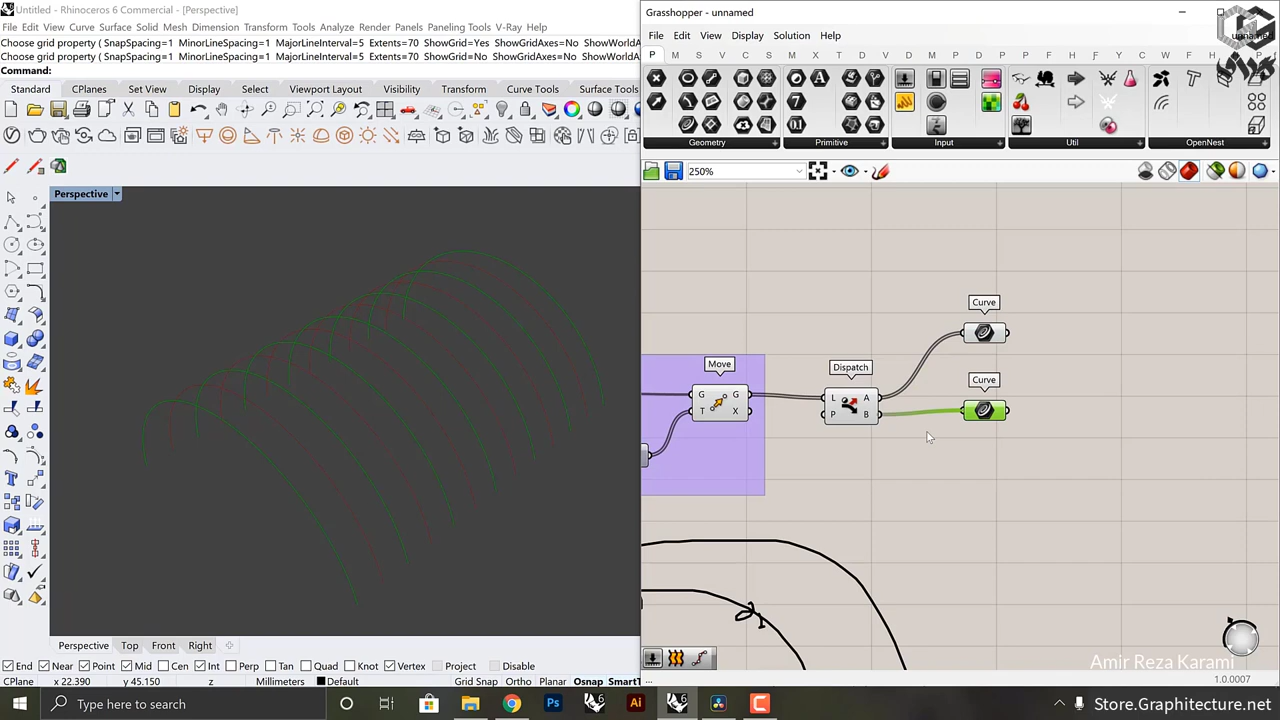 Untitled - Rhinoceros 6 Commercial - [Perspective]
File Edit View Curve Surface Solid Mesh Dimension Transform Tools Analyze Render Panels Paneling Tools V-Ray Help
Choose grid property ( SnapSpacing=1 MinorLineSpacing=1 MajorLineInterval=5 Extents=70 ShowGrid=Yes ShowGridAxes=No ShowWorldA
Choose grid property ( SnapSpacing=1 MinorLineSpacing=1 MajorLineInterval=5 Extents=70 ShowGrid=Yes ShowGridAxes=No ShowWorldA
Command:
Standard CPlanes Set View Display Select Viewport Layout Visibility Transform Curve Tools Surface Tools
Perspective
Perspective Top Front Right
End Near Point Mid Cen Int Perp Tan Quad Knot Vertex Project Disable
CPlane x 22.390 y 45.150 z Millimeters Default Grid Snap Ortho Planar Osnap SmartT
Grasshopper - unnamed
File Edit View Display Solution Help
unnamed
P M S V C S M I T D
Geometry Primitive Input Util OpenNest
250%
Curve
Move Dispatch Curve
G T G X
L P A B
Amir Reza Karami
1.0.0007
Type here to search
Store.Grasshopper.net